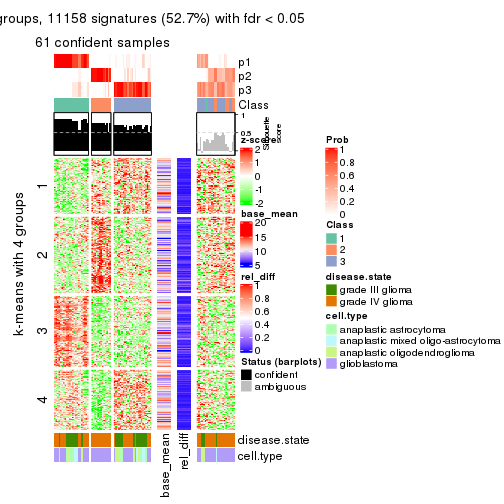 groups, 11158 signatures (52.7%) with fdr < 0.05
61 confident samples
p1
p2
p3
Class
1
0.5
0
Silhouette
score
k-means with 4 groups
1
2
3
4
disease.state
cell.type
base_mean
rel_diff
z-score
2
1
0
-1
-2
base_mean
20
15
10
5
rel_diff
1
0.8
0.6
0.4
0.2
0
Status (barplots)
confident
ambiguous
Prob
1
0.8
0.6
0.4
0.2
0
Class
1
2
3
disease.state
grade III glioma
grade IV glioma
cell.type
anaplastic astrocytoma
anaplastic mixed oligo-astrocytoma
anaplastic oligodendroglioma
glioblastoma